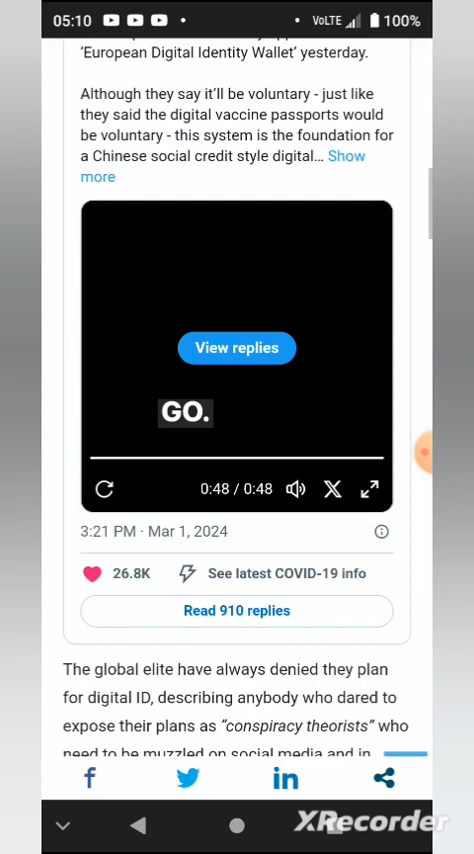 05:10 VoLTE 100%
'European Digital Identity Wallet' yesterday.
Although they say it'll be voluntary - just like
they said the digital vaccine passports would
be voluntary - this system is the foundation for
a Chinese social credit style digital... Show
more
View replies
GO.
0:48 / 0:48
3:21 PM · Mar 1, 2024
26.8K See latest COVID-19 info
Read 910 replies
The global elite have always denied they plan
for digital ID, describing anybody who dared to
expose their plans as “conspiracy theorists” who
need to be muzzled on social media and in
XRecorder